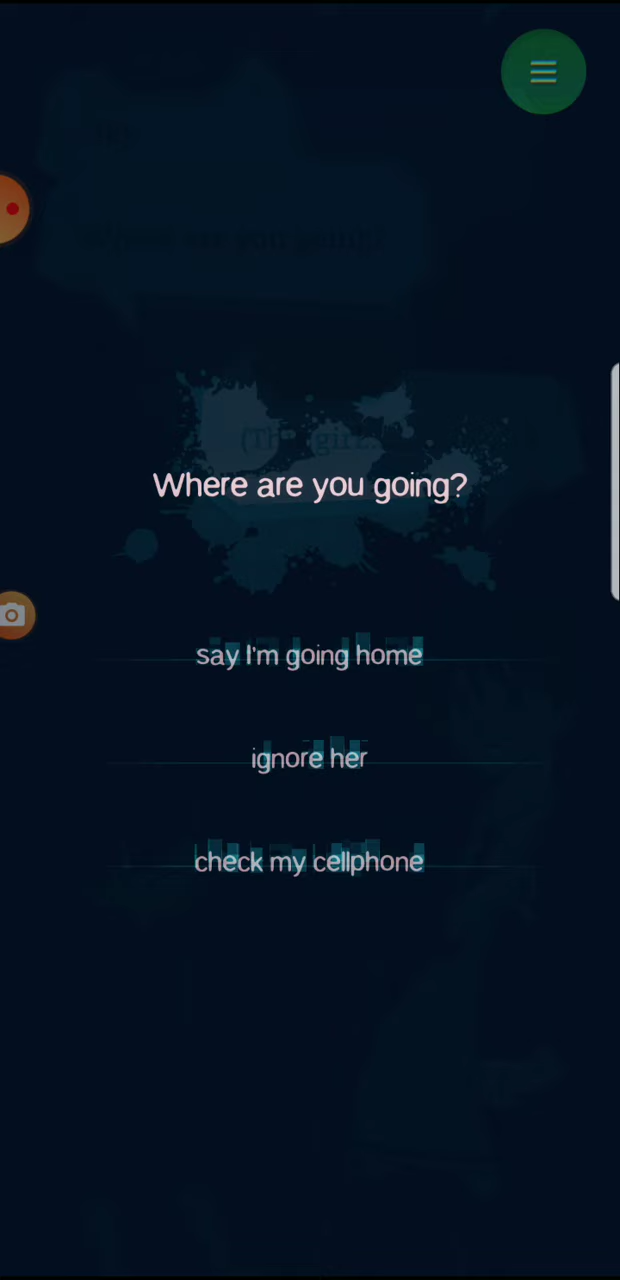 Where are you going?
say I'm going home
ignore her
check my cellphone